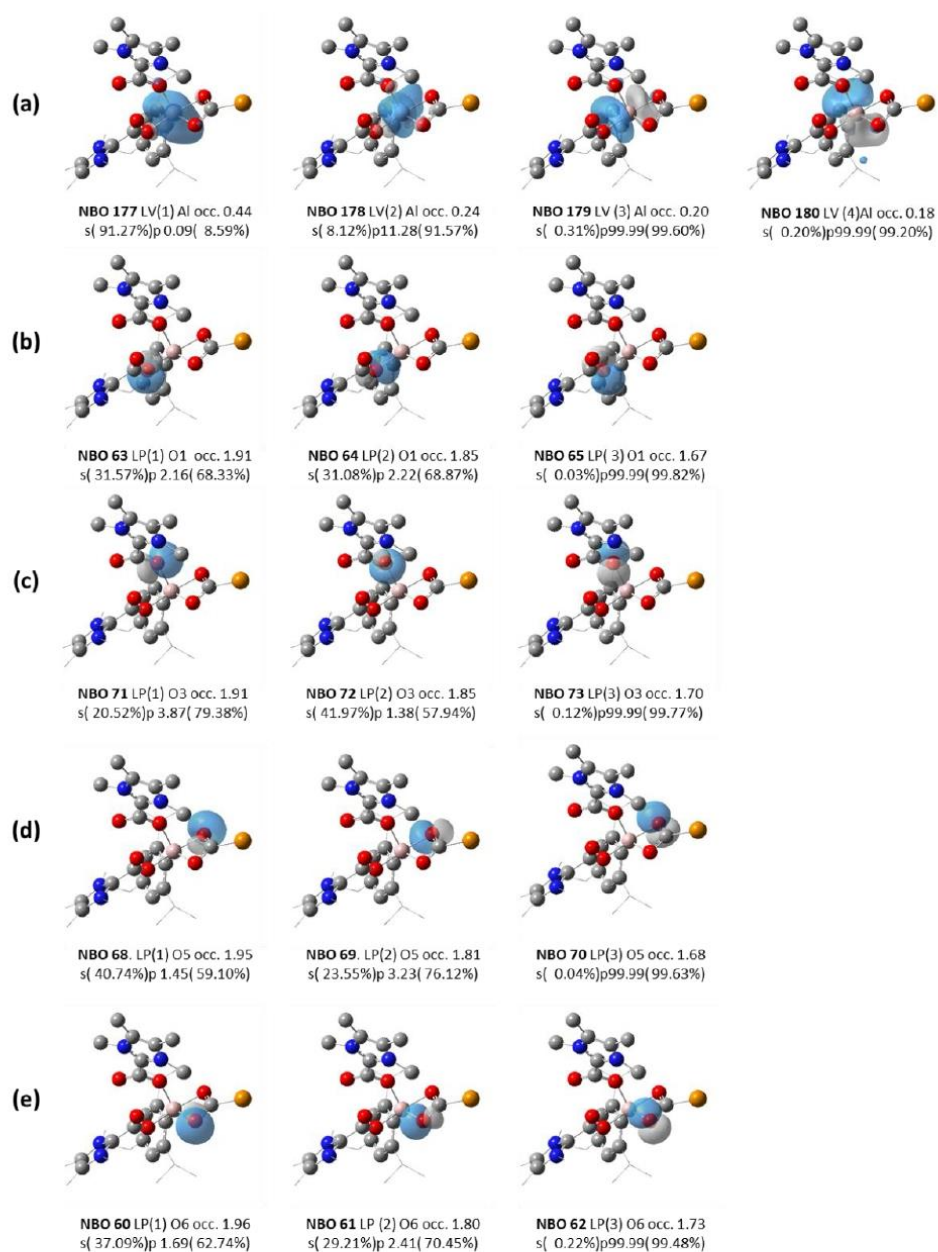 (a)
NBO 177 LV(1) Al occ. 0.44
s( 91.27%)p 0.09( 8.59%)
NBO 178 LV(2) Al occ. 0.24
s( 8.12%)p11.28( 91.57%)
NBO 179 LV (3) Al occ. 0.20
s( 0.31%)p99.99( 99.60%)
NBO 180 LV (4)Al occ. 0.18
s( 0.20%)p99.99( 99.20%)
(b)
NBO 63 LP(1) O1 occ. 1.91
s( 31.57%)p 2.16( 68.33%)
NBO 64 LP(2) O1 occ. 1.85
s( 31.08%)p 2.22( 68.87%)
NBO 65 LP( 3) O1 occ. 1.67
s( 0.03%)p99.99( 99.82%)
(c)
NBO 71 LP(1) O3 occ. 1.91
s( 20.52%)p 3.87( 79.38%)
NBO 72 LP(2) O3 occ. 1.85
s( 41.97%)p 1.38( 57.94%)
NBO 73 LP(3) O3 occ. 1.70
s( 0.12%)p99.99( 99.77%)
(d)
NBO 68. LP(1) O5 occ. 1.95
s( 40.74%)p 1.45( 59.10%)
NBO 69. LP(2) O5 occ. 1.81
s( 23.55%)p 3.23( 76.12%)
NBO 70 LP(3) O5 occ. 1.68
s( 0.04%)p99.99( 99.63%)
(e)
NBO 60 LP(1) O6 occ. 1.96
s( 37.09%)p 1.69( 62.74%)
NBO 61 LP (2) O6 occ. 1.80
s( 29.21%)p 2.41( 70.45%)
NBO 62 LP(3) O6 occ. 1.73
s( 0.22%)p99.99( 99.48%)